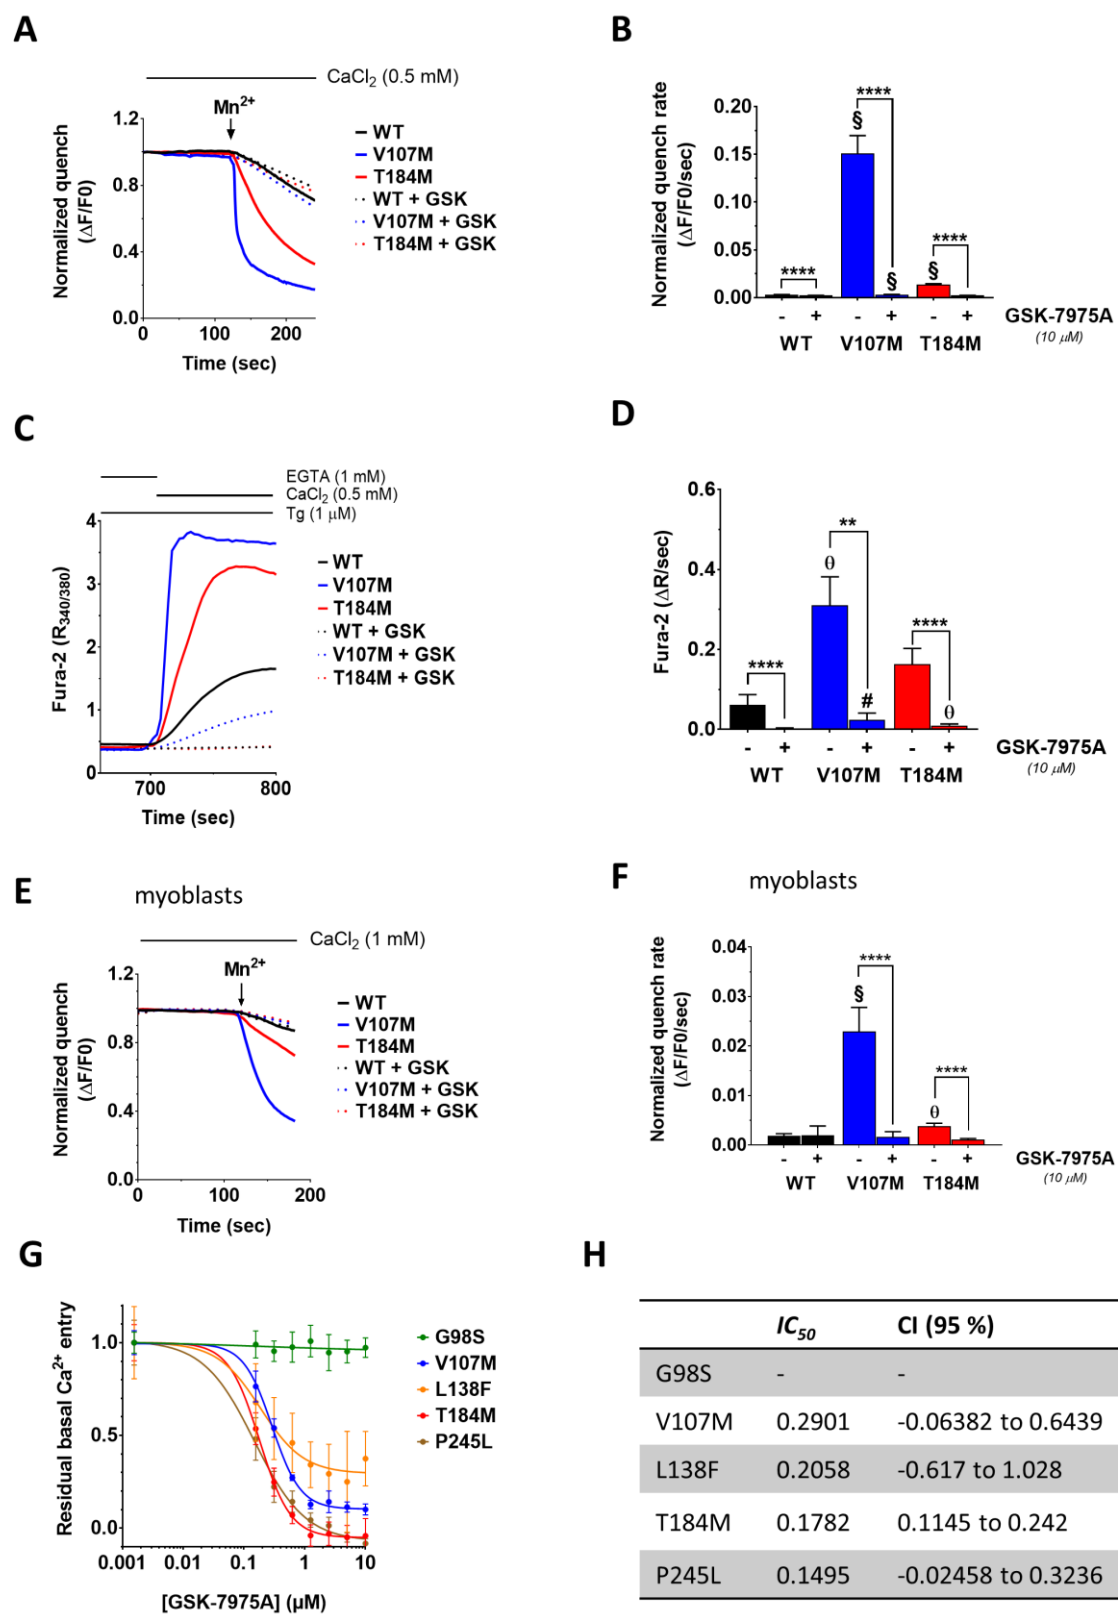 A
CaCl₂ (0.5 mM)
Mn²⁺
Normalized quench
(ΔF/F0)
1.2
0.8
0.4
0.0
0 100 200
Time (sec)
WT
V107M
T184M
WT + GSK
V107M + GSK
T184M + GSK
B
Normalized quench rate
(ΔF/F0/sec)
0.20
0.15
0.10
0.05
0.00
****
§
****
§
§
****
- + - + - +
WT V107M T184M
GSK-7975A
(10 µM)
C
EGTA (1 mM)
CaCl₂ (0.5 mM)
Tg (1 µM)
Fura-2 (R340/380)
4
3
2
1
0
700 800
Time (sec)
WT
V107M
T184M
WT + GSK
V107M + GSK
T184M + GSK
D
Fura-2 (ΔR/sec)
0.6
0.4
0.2
0.0
****
θ
**
#
****
θ
- + - + - +
WT V107M T184M
GSK-7975A
(10 µM)
E
myoblasts
CaCl₂ (1 mM)
Mn²⁺
Normalized quench
(ΔF/F0)
1.2
0.8
0.4
0.0
0 100 200
Time (sec)
WT
V107M
T184M
WT + GSK
V107M + GSK
T184M + GSK
F
myoblasts
Normalized quench rate
(ΔF/F0/sec)
0.04
0.03
0.02
0.01
0.00
§
****
θ
****
- + - + - +
WT V107M T184M
GSK-7975A
(10 µM)
G
Residual basal Ca²⁺ entry
1.0
0.5
0.0
0.001 0.01 0.1 1 10
[GSK-7975A] (µM)
G98S
V107M
L138F
T184M
P245L
H
IC₅₀ CI (95 %)
G98S - -
V107M 0.2901 -0.06382 to 0.6439
L138F 0.2058 -0.617 to 1.028
T184M 0.1782 0.1145 to 0.242
P245L 0.1495 -0.02458 to 0.3236